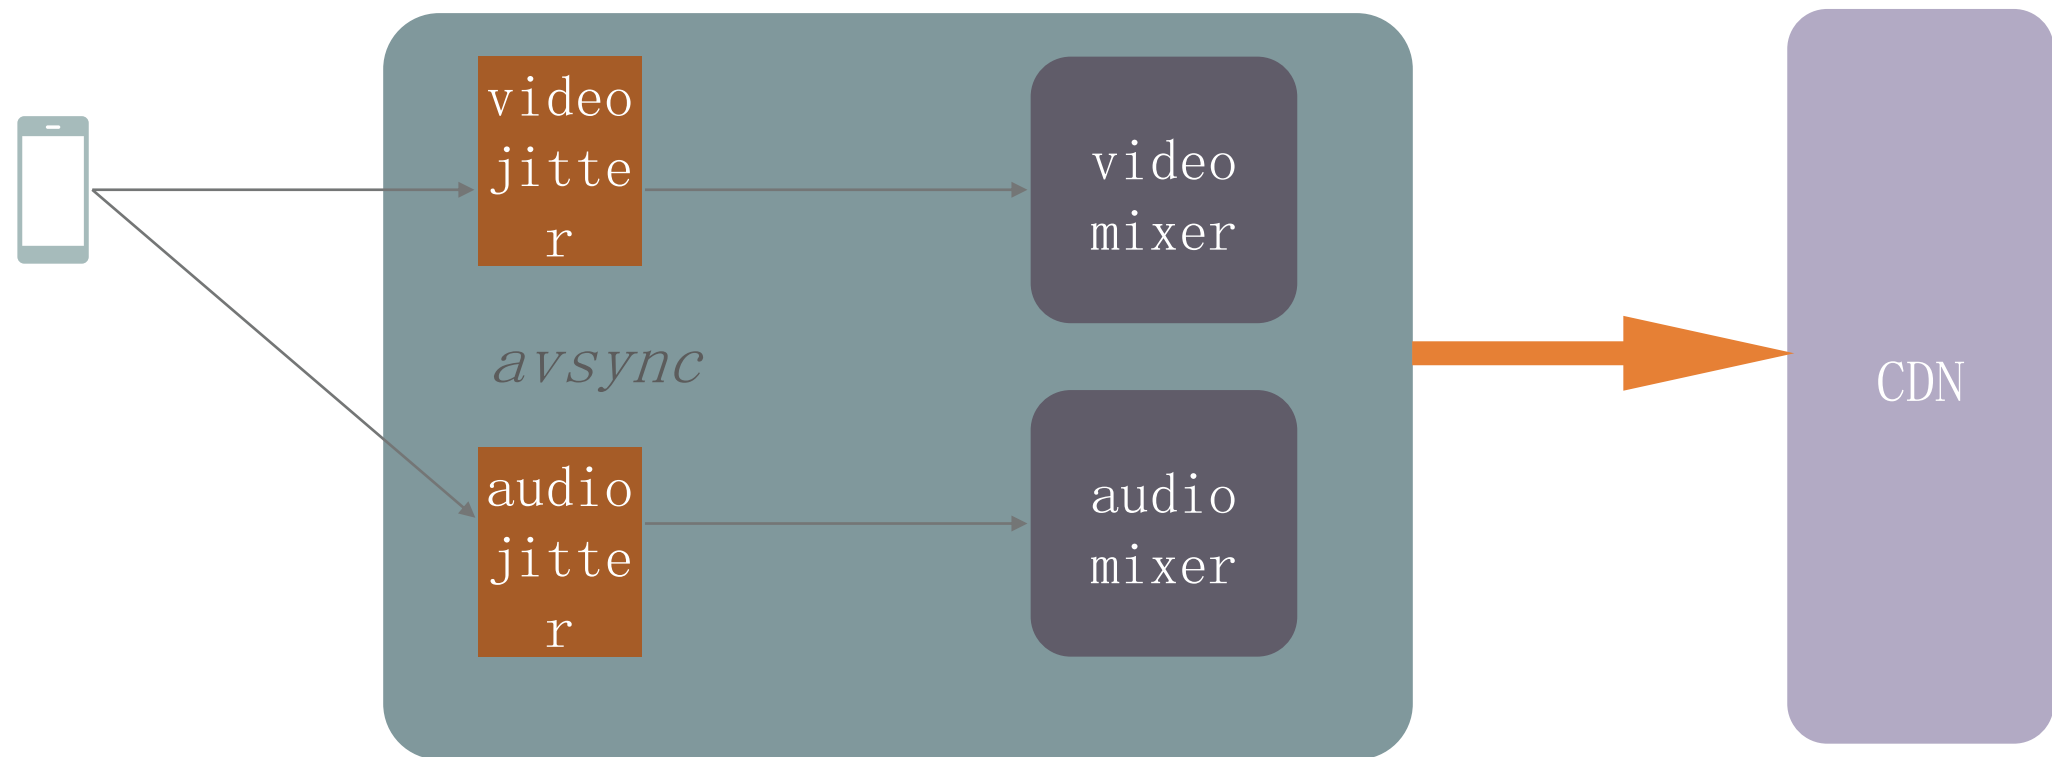 video
jitte
r
video
mixer
avsync
CDN
audio
jitte
r
audio
mixer